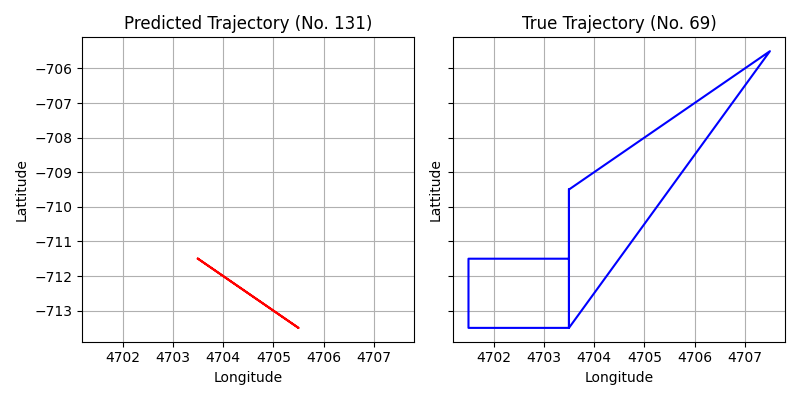 Predicted Trajectory (No. 131)
−706
−707
−708
−709
−710
−711
−712
−713
Lattitude
4702 4703 4704 4705 4706 4707
Longitude
True Trajectory (No. 69)
Lattitude
4702 4703 4704 4705 4706 4707
Longitude